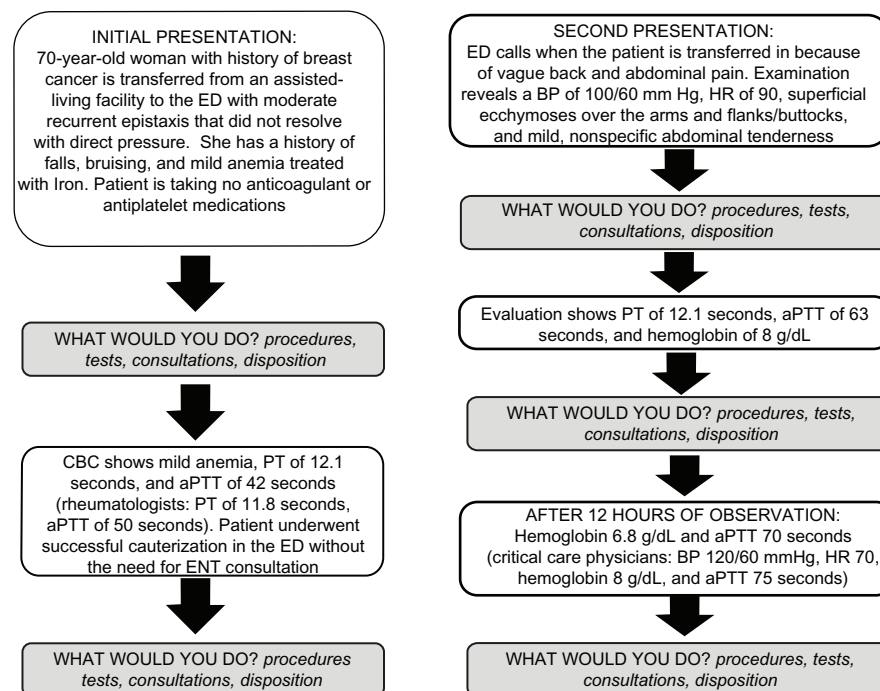 INITIAL PRESENTATION:
70-year-old woman with history of breast
cancer is transferred from an assisted-
living facility to the ED with moderate
recurrent epistaxis that did not resolve
with direct pressure. She has a history of
falls, bruising, and mild anemia treated
with Iron. Patient is taking no anticoagulant or
antiplatelet medications
WHAT WOULD YOU DO? procedures,
tests, consultations, disposition
CBC shows mild anemia, PT of 12.1
seconds, and aPTT of 42 seconds
(rheumatologists: PT of 11.8 seconds,
aPTT of 50 seconds). Patient underwent
successful cauterization in the ED without
the need for ENT consultation
WHAT WOULD YOU DO? procedures
tests, consultations, disposition
SECOND PRESENTATION:
ED calls when the patient is transferred in because
of vague back and abdominal pain. Examination
reveals a BP of 100/60 mm Hg, HR of 90, superficial
ecchymoses over the arms and flanks/buttocks,
and mild, nonspecific abdominal tenderness
WHAT WOULD YOU DO? procedures, tests,
consultations, disposition
Evaluation shows PT of 12.1 seconds, aPTT of 63
seconds, and hemoglobin of 8 g/dL
WHAT WOULD YOU DO? procedures, tests,
consultations, disposition
AFTER 12 HOURS OF OBSERVATION:
Hemoglobin 6.8 g/dL and aPTT 70 seconds
(critical care physicians: BP 120/60 mmHg, HR 70,
hemoglobin 8 g/dL, and aPTT 75 seconds)
WHAT WOULD YOU DO? procedures, tests,
consultations, disposition